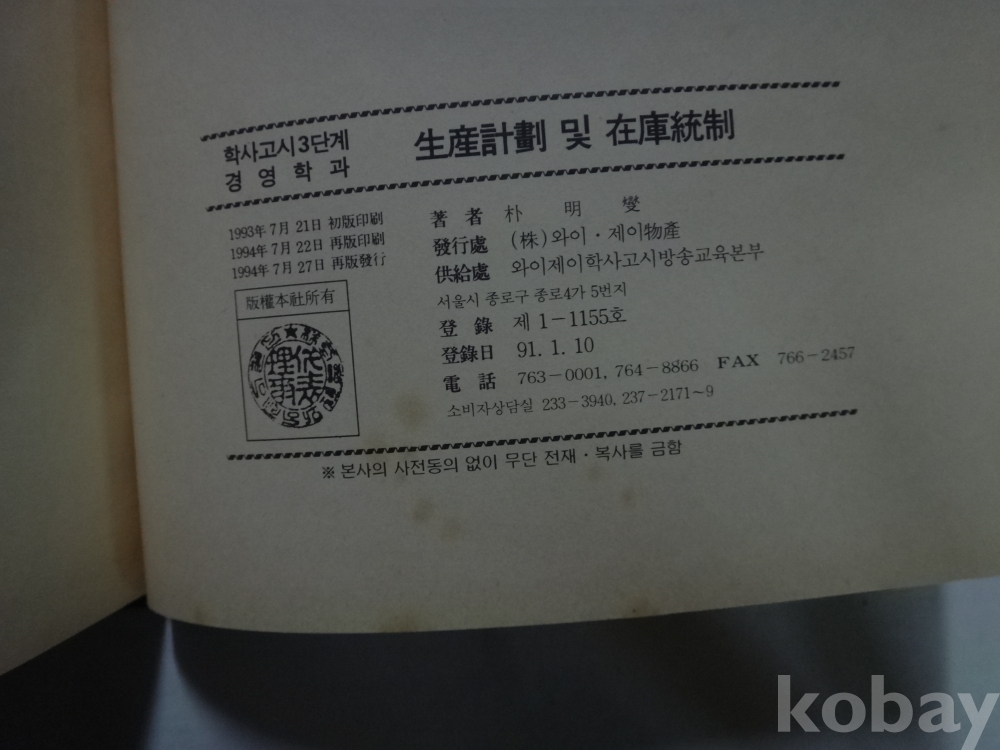 학사고시3단계
경영학과
生産計劃 및 在庫統制
1993年 7月 21日 初版印刷
1994年 7月 22日 再版印刷
1994年 7月 27日 再版發行
版權本社所有
著者 朴明燮
發行處 (株)와이·제이物産
供給處 와이제이학사고시방송교육본부
서울시 종로구 종로4가 5번지
登錄 제 1-1155호
登錄日 91. 1. 10
電話 763-0001, 764-8866 FAX 766-2457
소비자상담실 233-3940, 237-2171~9
※ 본사의 사전동의 없이 무단 전재·복사를 금함
kobay